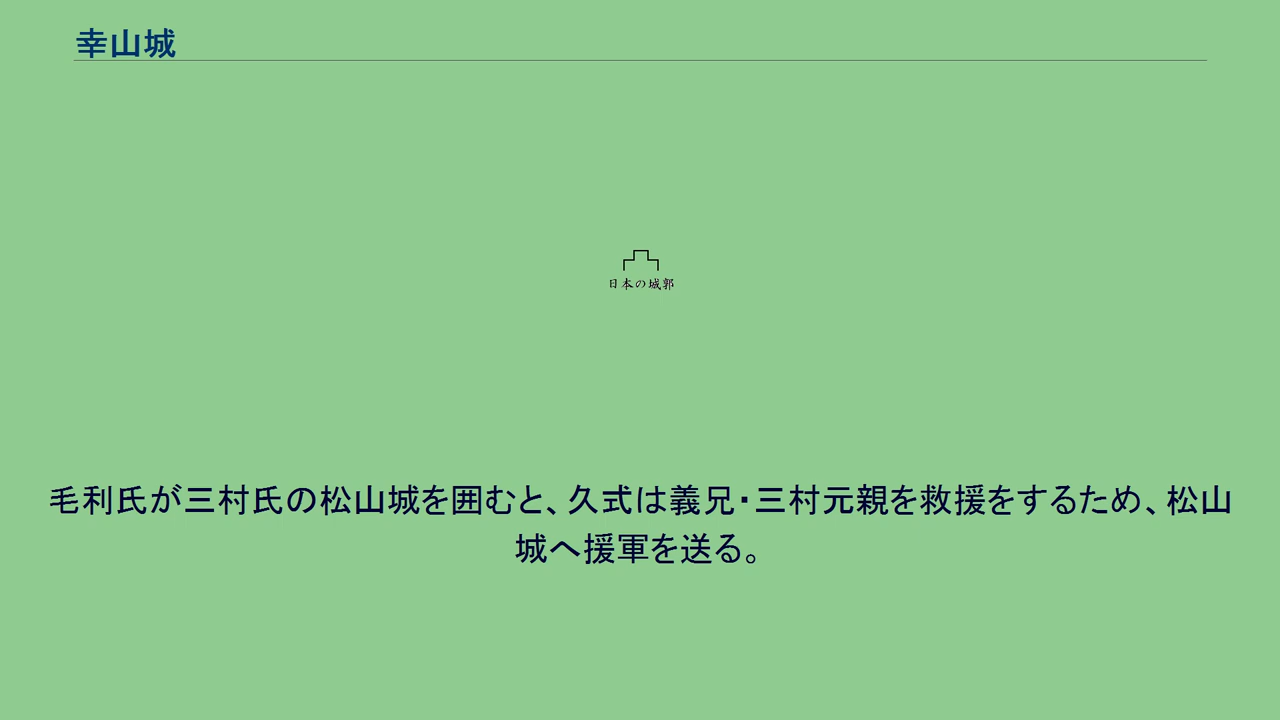 幸山城
日本の城郭
毛利氏が三村氏の松山城を囲むと、久式は義兄・三村元親を救援をするため、松山
城へ援軍を送る。